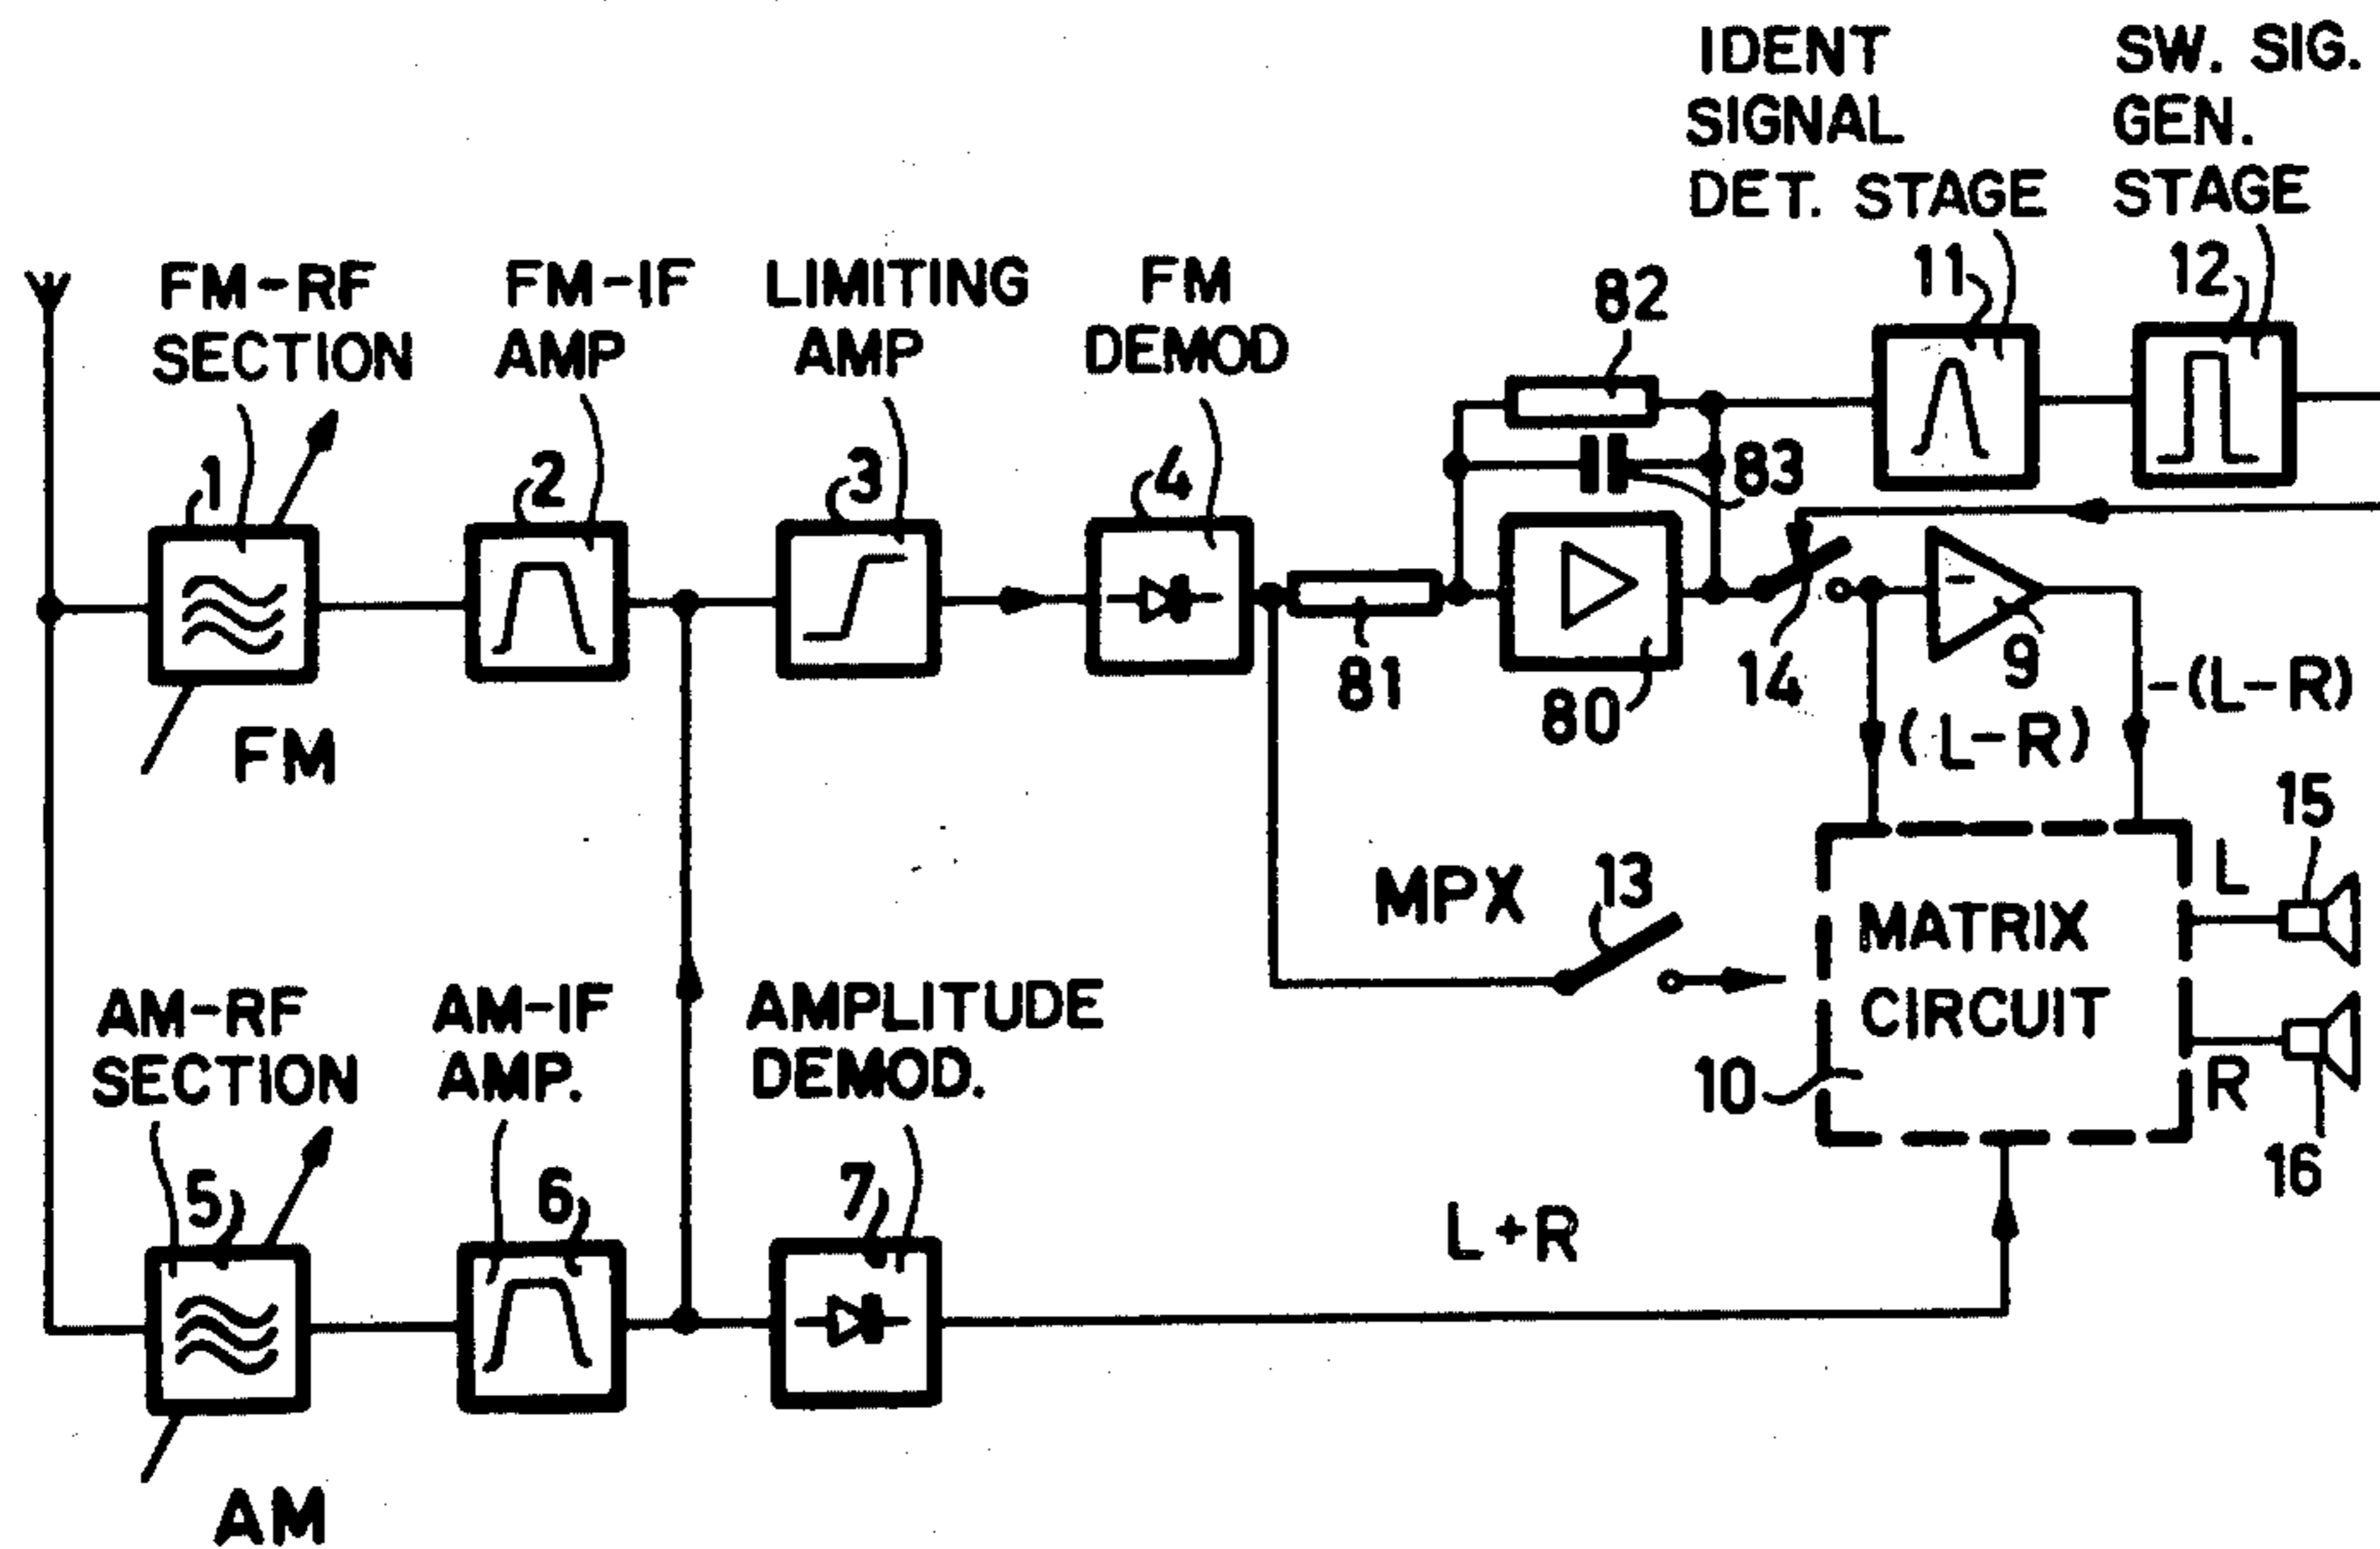 IDENT
SIGNAL
DET. STAGE
SW. SIG.
GEN.
STAGE
FM-RF
SECTION
FM-IF
AMP
LIMITING
AMP
FM
DEMOD
82
11
12
1
2
3
4
83
81
80
14
9
FM
(L-R)
-(L-R)
15
MPX
13
MATRIX
CIRCUIT
L
R
10
16
AM-RF
SECTION
AM-IF
AMP.
AMPLITUDE
DEMOD.
5
6
7
L+R
AM